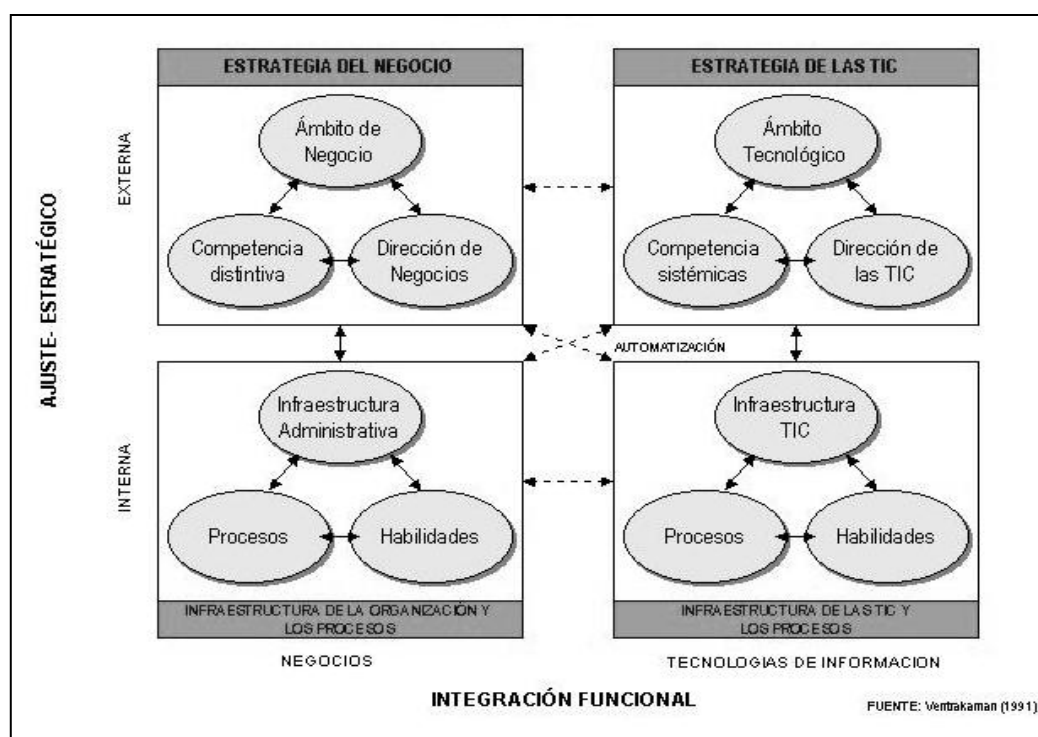 ESTRATEGIA DEL NEGOCIO
ESTRATEGIA DE LAS TIC
AJUSTE- ESTRATÉGICO
EXTERNA
Ámbito de
Negocio
Competencia
distintiva
Dirección de
Negocios
Ámbito
Tecnológico
Competencia
sistémicas
Dirección de
las TIC
AUTOMATIZACIÓN
INTERNA
Infraestructura
Administrativa
Procesos
Habilidades
INFRAESTRUCTURA DE LA ORGANIZACIÓN Y
LOS PROCESOS
Infraestructura
TIC
Procesos
Habilidades
INFRAESTRUCTURA DE LAS TIC Y
LOS PROCESOS
NEGOCIOS
TECNOLOGIAS DE INFORMACION
INTEGRACIÓN FUNCIONAL
FUENTE: Ventrakaman (1991)